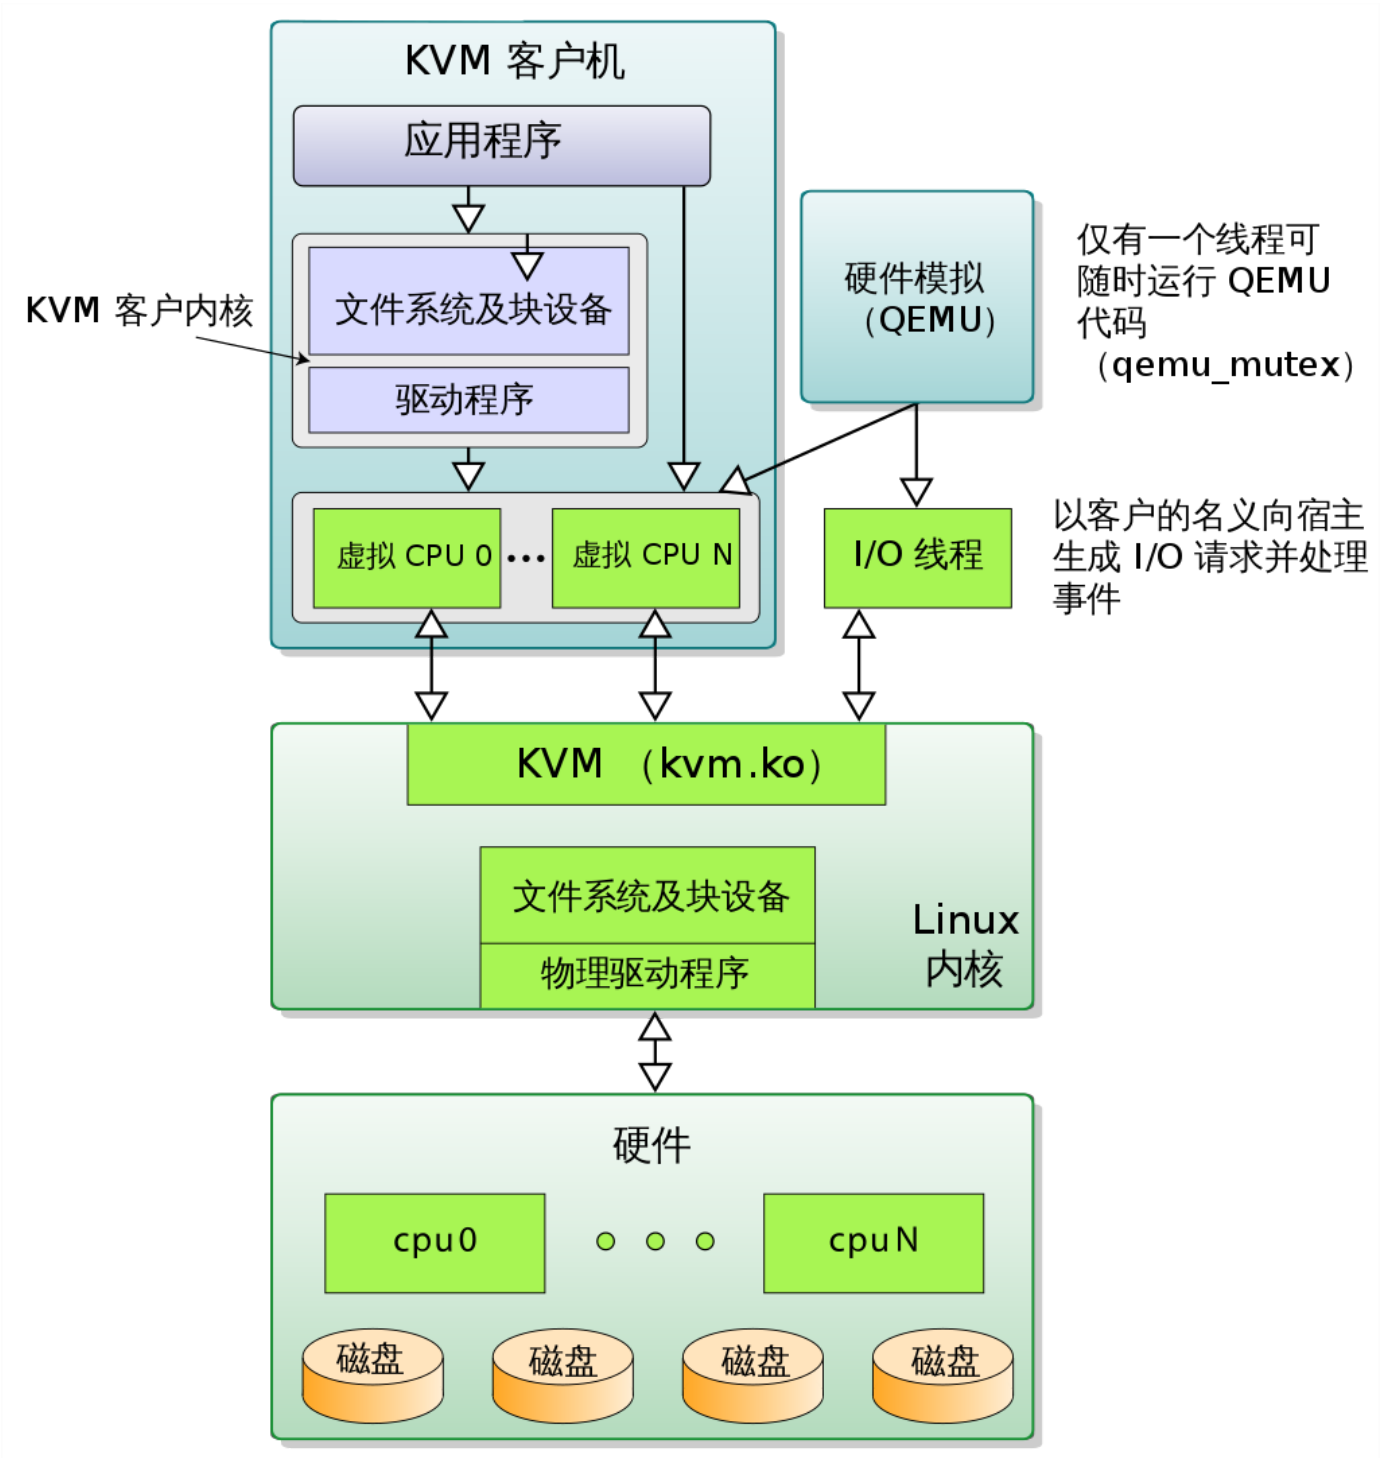 KVM 客户机
应用程序
KVM 客户内核
文件系统及块设备
驱动程序
硬件模拟
（QEMU）
仅有一个线程可
随时运行 QEMU
代码
（qemu_mutex）
虚拟 CPU 0
...
虚拟 CPU N
I/O 线程
以客户的名义向宿主
生成 I/O 请求并处理
事件
KVM （kvm.ko）
文件系统及块设备
物理驱动程序
Linux
内核
硬件
cpu0
cpuN
磁盘
磁盘
磁盘
磁盘